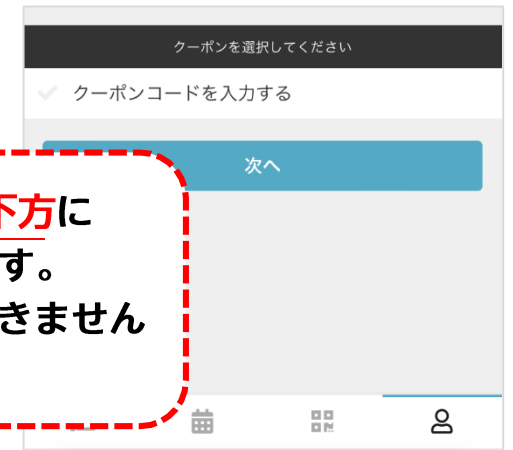 クーポンを選択してください
クーポンコードを入力する
次へ
下方に
す。
きません